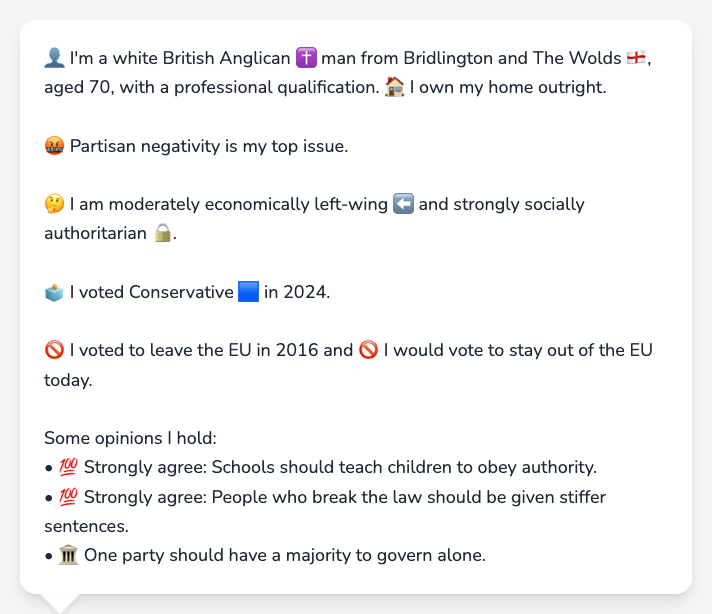 👤 I'm a white British Anglican ✝️ man from Bridlington and The Wolds 🏴󠁧󠁢󠁥󠁮󠁧󠁿,
aged 70, with a professional qualification. 🏠 I own my home outright.
🤬 Partisan negativity is my top issue.
🤔 I am moderately economically left-wing ⬅️ and strongly socially
authoritarian 🔒.
🗳️ I voted Conservative 🟦 in 2024.
🚫 I voted to leave the EU in 2016 and 🚫 I would vote to stay out of the EU
today.
Some opinions I hold:
• 💯 Strongly agree: Schools should teach children to obey authority.
• 💯 Strongly agree: People who break the law should be given stiffer
sentences.
• 🏛️ One party should have a majority to govern alone.